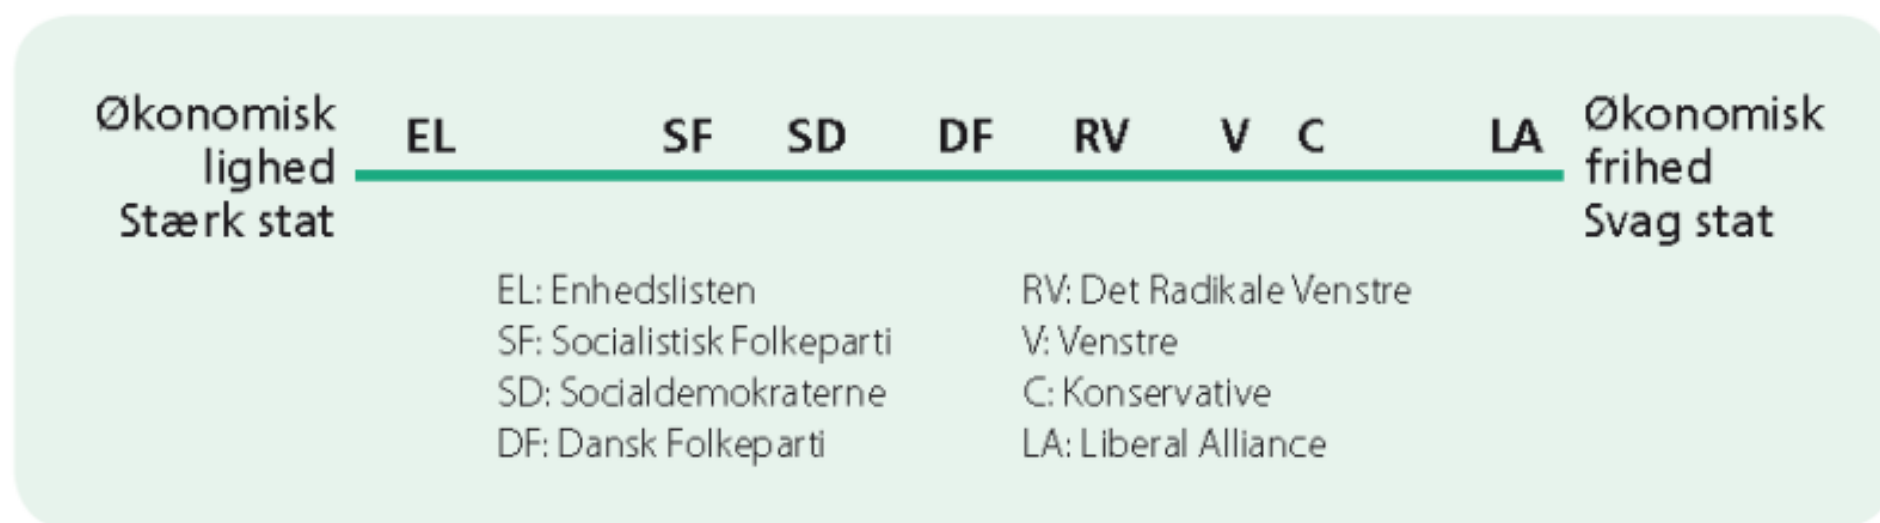 Økonomisk
lighed
Stærk stat
EL SF SD DF RV V C LA
Økonomisk
frihed
Svag stat
EL: Enhedslisten
SF: Socialistisk Folkeparti
SD: Socialdemokraterne
DF: Dansk Folkeparti
RV: Det Radikale Venstre
V: Venstre
C: Konservative
LA: Liberal Alliance